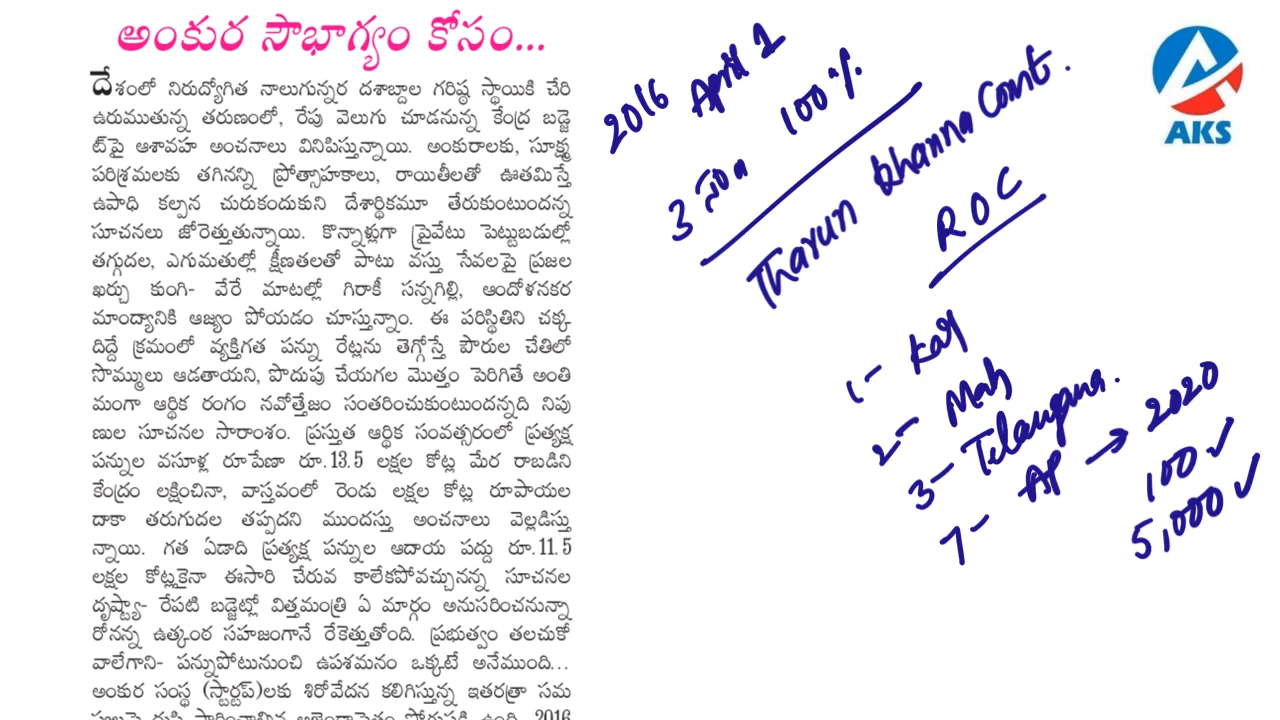 అంకుర సౌభాగ్యం కోసం...
దేశంలో నిరుద్యోగిత నాలుగున్నర దశాబ్దాల గరిష్ఠ స్థాయికి చేరి
ఉరుముతున్న తరుణంలో, రేపు వెలుగు చూడనున్న కేంద్ర బడ్జె
ట్‌పై ఆశావహ అంచనాలు వినిపిస్తున్నాయి. అంకురాలకు, సూక్ష్మ
పరిశ్రమలకు తగినన్ని ప్రోత్సాహకాలు, రాయితీలతో ఊతమిస్తే
ఉపాధి కల్పన చురుకందుకుని దేశార్థికమూ తేరుకుంటుందన్న
సూచనలు జోరెత్తుతున్నాయి. కొన్నాళ్లుగా ప్రైవేటు పెట్టుబడుల్లో
తగ్గుదల, ఎగుమతుల్లో క్షీణతలతో పాటు వస్తు సేవలపై ప్రజల
ఖర్చు కుంగి- వేరే మాటల్లో గిరాకీ సన్నగిల్లి, ఆందోళనకర
మాంద్యానికి ఆజ్యం పోయడం చూస్తున్నాం. ఈ పరిస్థితిని చక్క
దిద్దే క్రమంలో వ్యక్తిగత పన్ను రేట్లను తెగ్గోస్తే పౌరుల చేతిలో
సొమ్ములు ఆడతాయని, పొదుపు చేయగల మొత్తం పెరిగితే అంతి
మంగా ఆర్థిక రంగం నవోత్తేజం సంతరించుకుంటుందన్నది నిపు
ణుల సూచనల సారాంశం. ప్రస్తుత ఆర్థిక సంవత్సరంలో ప్రత్యక్ష
పన్నుల వసూళ్ల రూపేణా రూ.13.5 లక్షల కోట్ల మేర రాబడిని
కేంద్రం లక్షించినా, వాస్తవంలో రెండు లక్షల కోట్ల రూపాయల
దాకా తరుగుదల తప్పదని ముందస్తు అంచనాలు వెల్లడిస్తు
న్నాయి. గత ఏడాది ప్రత్యక్ష పన్నుల ఆదాయ పద్దు రూ.11.5
లక్షల కోట్లకైనా ఈసారి చేరువ కాలేకపోవచ్చునన్న సూచనల
దృష్ట్యా- రేపటి బడ్జెట్లో విత్తమంత్రి ఏ మార్గం అనుసరించనున్నా
రోనన్న ఉత్కంఠ సహజంగానే రేకెత్తుతోంది. ప్రభుత్వం తలచుకో
వాలేగాని- పన్నుపోటునుంచి ఉపశమనం ఒక్కటే అనేముంది...
అంకుర సంస్థ (స్టార్టప్)లకు శిరోవేదన కలిగిస్తున్న ఇతరత్రా సమ
2016
2016 April 1
3 సం॥ 100%
Tharun khanna Comt.
ROC
1-
2-
3- Telangana.
7- AP → 2020
100 ✓
5,000 ✓
AKS